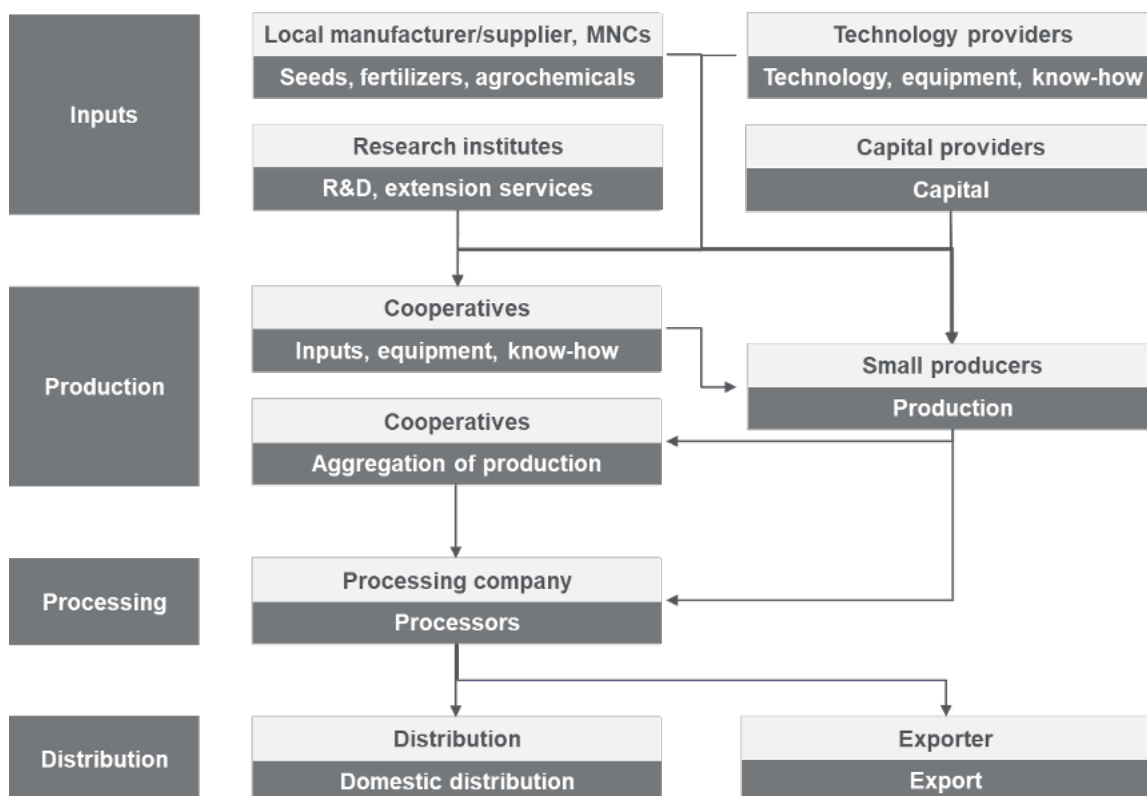 Inputs
Local manufacturer/supplier, MNCs
Seeds, fertilizers, agrochemicals
Technology providers
Technology, equipment, know-how
Research institutes
R&D, extension services
Capital providers
Capital
Production
Cooperatives
Inputs, equipment, know-how
Small producers
Production
Cooperatives
Aggregation of production
Processing
Processing company
Processors
Distribution
Distribution
Domestic distribution
Exporter
Export